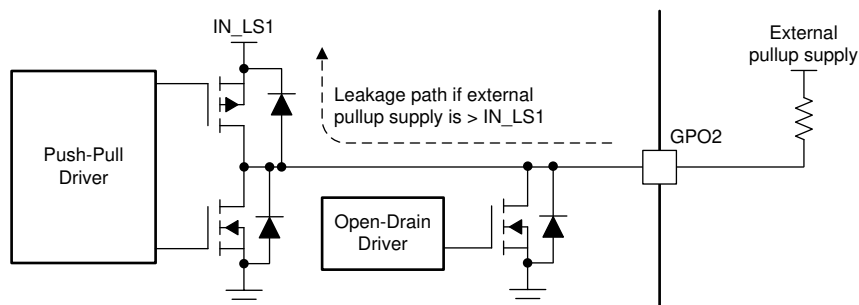 IN_LS1
External
pullup supply
Leakage path if external
pullup supply is > IN_LS1
GPO2
Push-Pull
Driver
Open-Drain
Driver